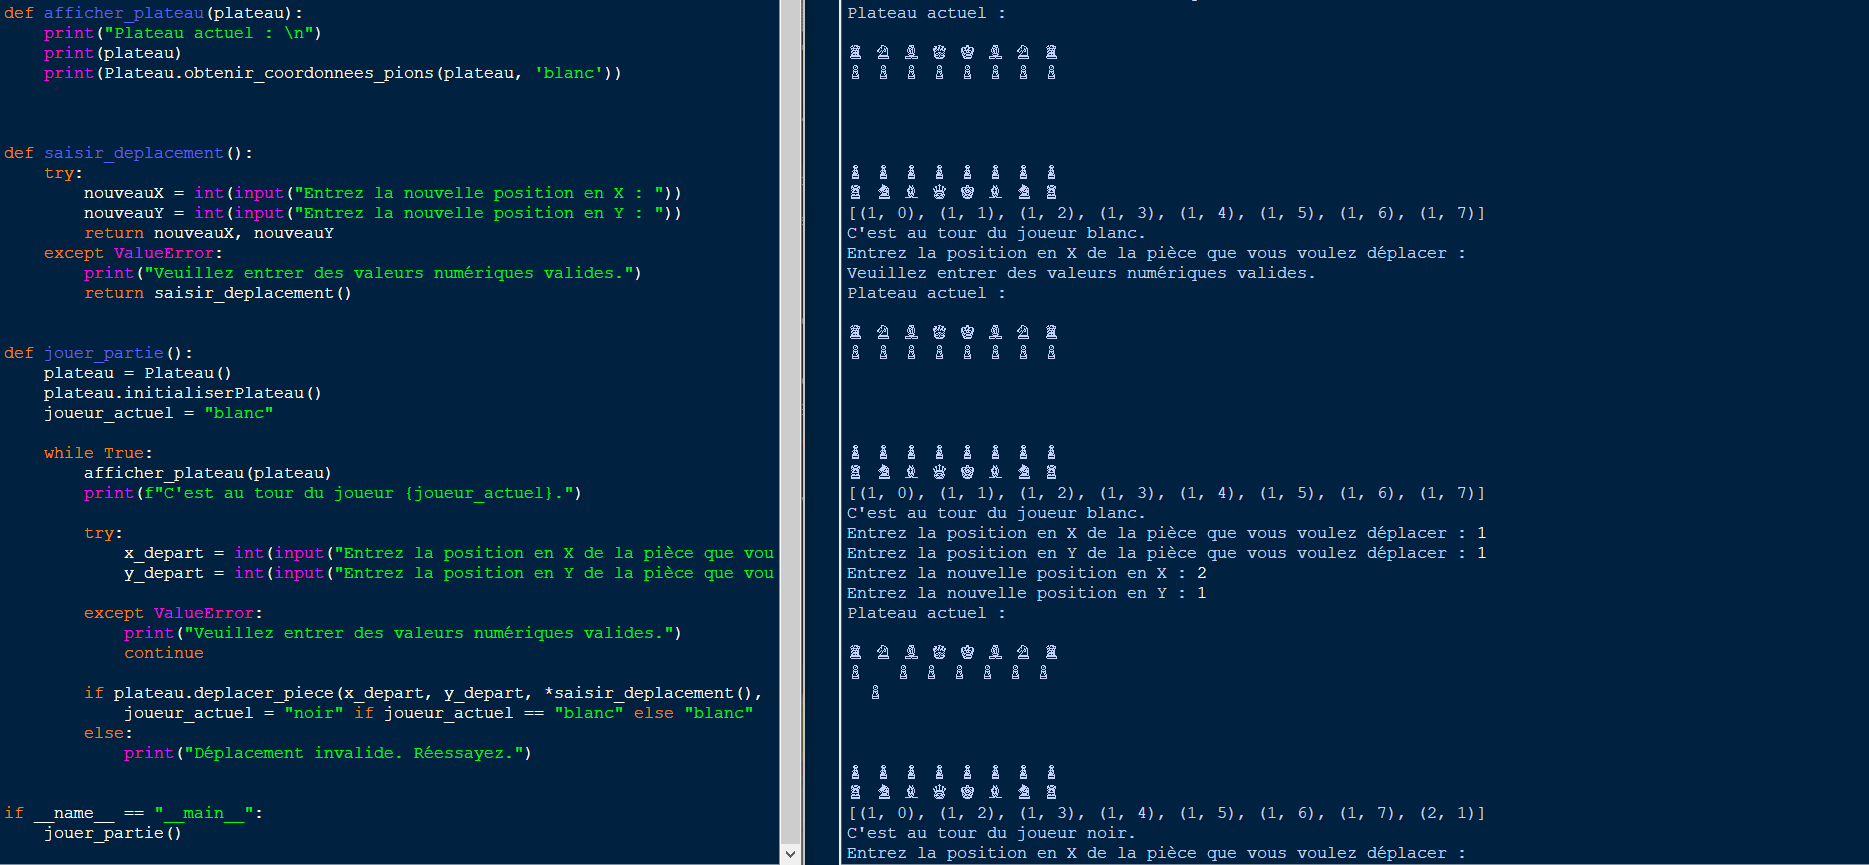 def afficher_plateau(plateau):
    print("Plateau actuel : \n")
    print(plateau)
    print(Plateau.obtenir_coordonnees_pions(plateau, 'blanc'))
def saisir_deplacement():
    try:
        nouveauX = int(input("Entrez la nouvelle position en X : "))
        nouveauY = int(input("Entrez la nouvelle position en Y : "))
        return nouveauX, nouveauY
    except ValueError:
        print("Veuillez entrer des valeurs numériques valides.")
        return saisir_deplacement()
def jouer_partie():
    plateau = Plateau()
    plateau.initialiserPlateau()
    joueur_actuel = "blanc"
    while True:
        afficher_plateau(plateau)
        print(f"C'est au tour du joueur {joueur_actuel}.")
        try:
            x_depart = int(input("Entrez la position en X de la pièce que vou
            y_depart = int(input("Entrez la position en Y de la pièce que vou
        except ValueError:
            print("Veuillez entrer des valeurs numériques valides.")
            continue
        if plateau.deplacer_piece(x_depart, y_depart, *saisir_deplacement(),
            joueur_actuel = "noir" if joueur_actuel == "blanc" else "blanc"
        else:
            print("Déplacement invalide. Réessayez.")
if __name__ == "__main__":
    jouer_partie()
Plateau actuel :
♜ ♘ ♗ ♕ ♔ ♗ ♘ ♜
♙ ♙ ♙ ♙ ♙ ♙ ♙ ♙
♟ ♟ ♟ ♟ ♟ ♟ ♟ ♟
♜ ♞ ♝ ♛ ♚ ♝ ♞ ♜
[(1, 0), (1, 1), (1, 2), (1, 3), (1, 4), (1, 5), (1, 6), (1, 7)]
C'est au tour du joueur blanc.
Entrez la position en X de la pièce que vous voulez déplacer :
Veuillez entrer des valeurs numériques valides.
Plateau actuel :
♜ ♘ ♗ ♕ ♔ ♗ ♘ ♜
♙ ♙ ♙ ♙ ♙ ♙ ♙ ♙
♟ ♟ ♟ ♟ ♟ ♟ ♟ ♟
♜ ♞ ♝ ♛ ♚ ♝ ♞ ♜
[(1, 0), (1, 1), (1, 2), (1, 3), (1, 4), (1, 5), (1, 6), (1, 7)]
C'est au tour du joueur blanc.
Entrez la position en X de la pièce que vous voulez déplacer : 1
Entrez la position en Y de la pièce que vous voulez déplacer : 1
Entrez la nouvelle position en X : 2
Entrez la nouvelle position en Y : 1
Plateau actuel :
♜ ♘ ♗ ♕ ♔ ♗ ♘ ♜
♙   ♙ ♙ ♙ ♙ ♙ ♙
  ♙
♟ ♟ ♟ ♟ ♟ ♟ ♟ ♟
♜ ♞ ♝ ♛ ♚ ♝ ♞ ♜
[(1, 0), (1, 2), (1, 3), (1, 4), (1, 5), (1, 6), (1, 7), (2, 1)]
C'est au tour du joueur noir.
Entrez la position en X de la pièce que vous voulez déplacer :